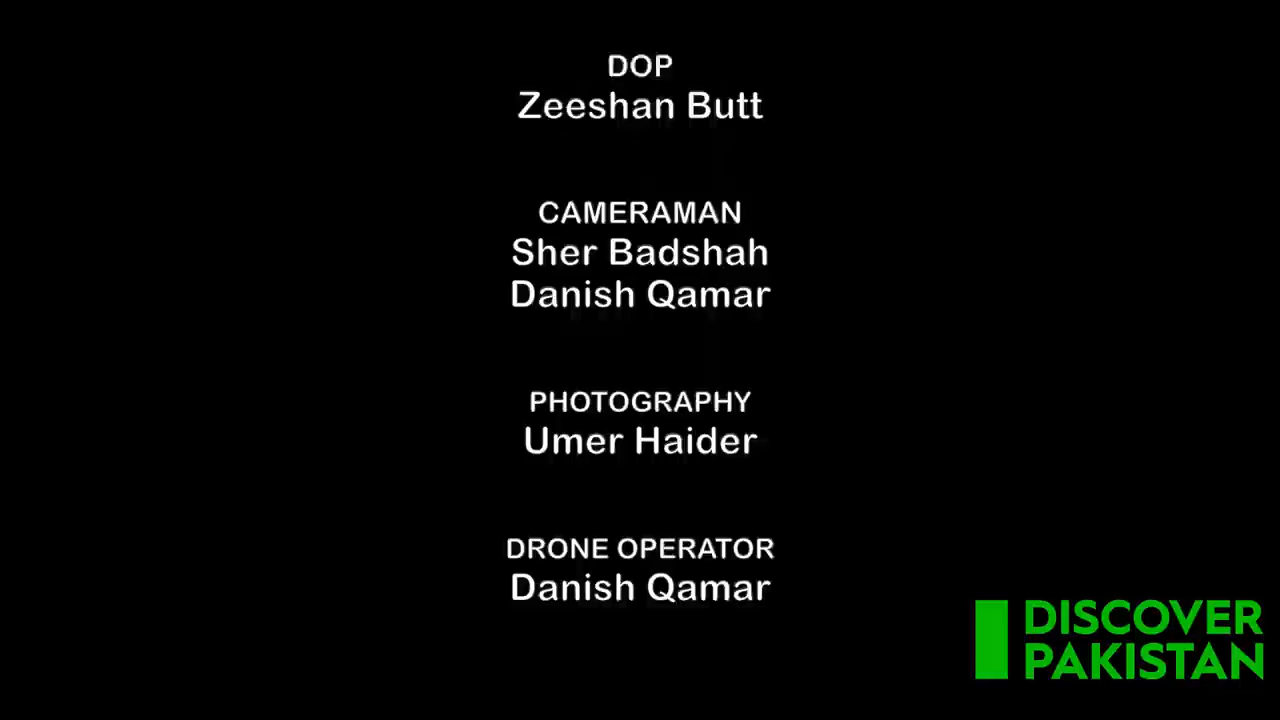 DOP
Zeeshan Butt
CAMERAMAN
Sher Badshah
Danish Qamar
PHOTOGRAPHY
Umer Haider
DRONE OPERATOR
Danish Qamar
DISCOVER
PAKISTAN